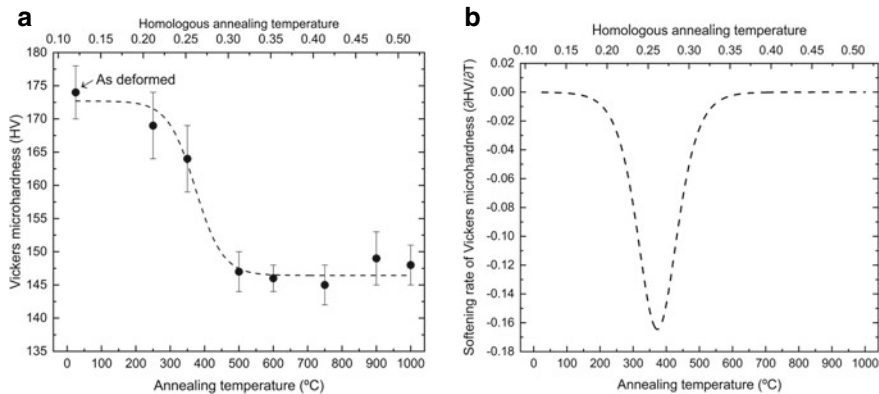 a
Homologous annealing temperature
0.10 0.15 0.20 0.25 0.30 0.35 0.40 0.45 0.50
180
175
170
165
160
155
150
145
140
135
Vickers microhardness (HV)
As deformed
0 100 200 300 400 500 600 700 800 900 1000
Annealing temperature (ºC)
b
Homologous annealing temperature
0.10 0.15 0.20 0.25 0.30 0.35 0.40 0.45 0.50
0.02
0.00
-0.02
-0.04
-0.06
-0.08
-0.10
-0.12
-0.14
-0.16
-0.18
Softening rate of Vickers microhardness (∂HV/∂T)
0 100 200 300 400 500 600 700 800 900 1000
Annealing temperature (ºC)